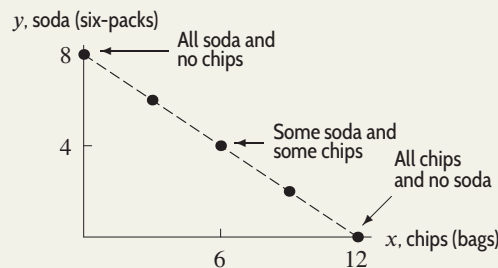 y, soda (six-packs)
All soda and
no chips
8
Some soda and
some chips
4
All chips
and no soda
x, chips (bags)
6
12